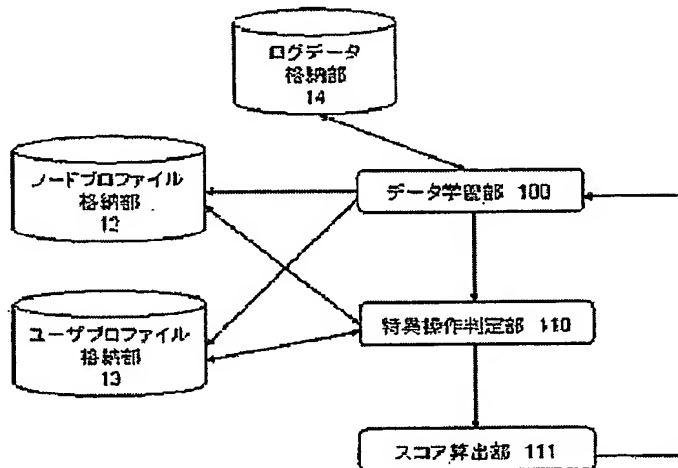 ログデータ
格納部
14
ノードプロファイル
格納部
12
データ学習部 100
ユーザプロファイル
格納部
13
特異操作判定部 110
スコア算出部 111